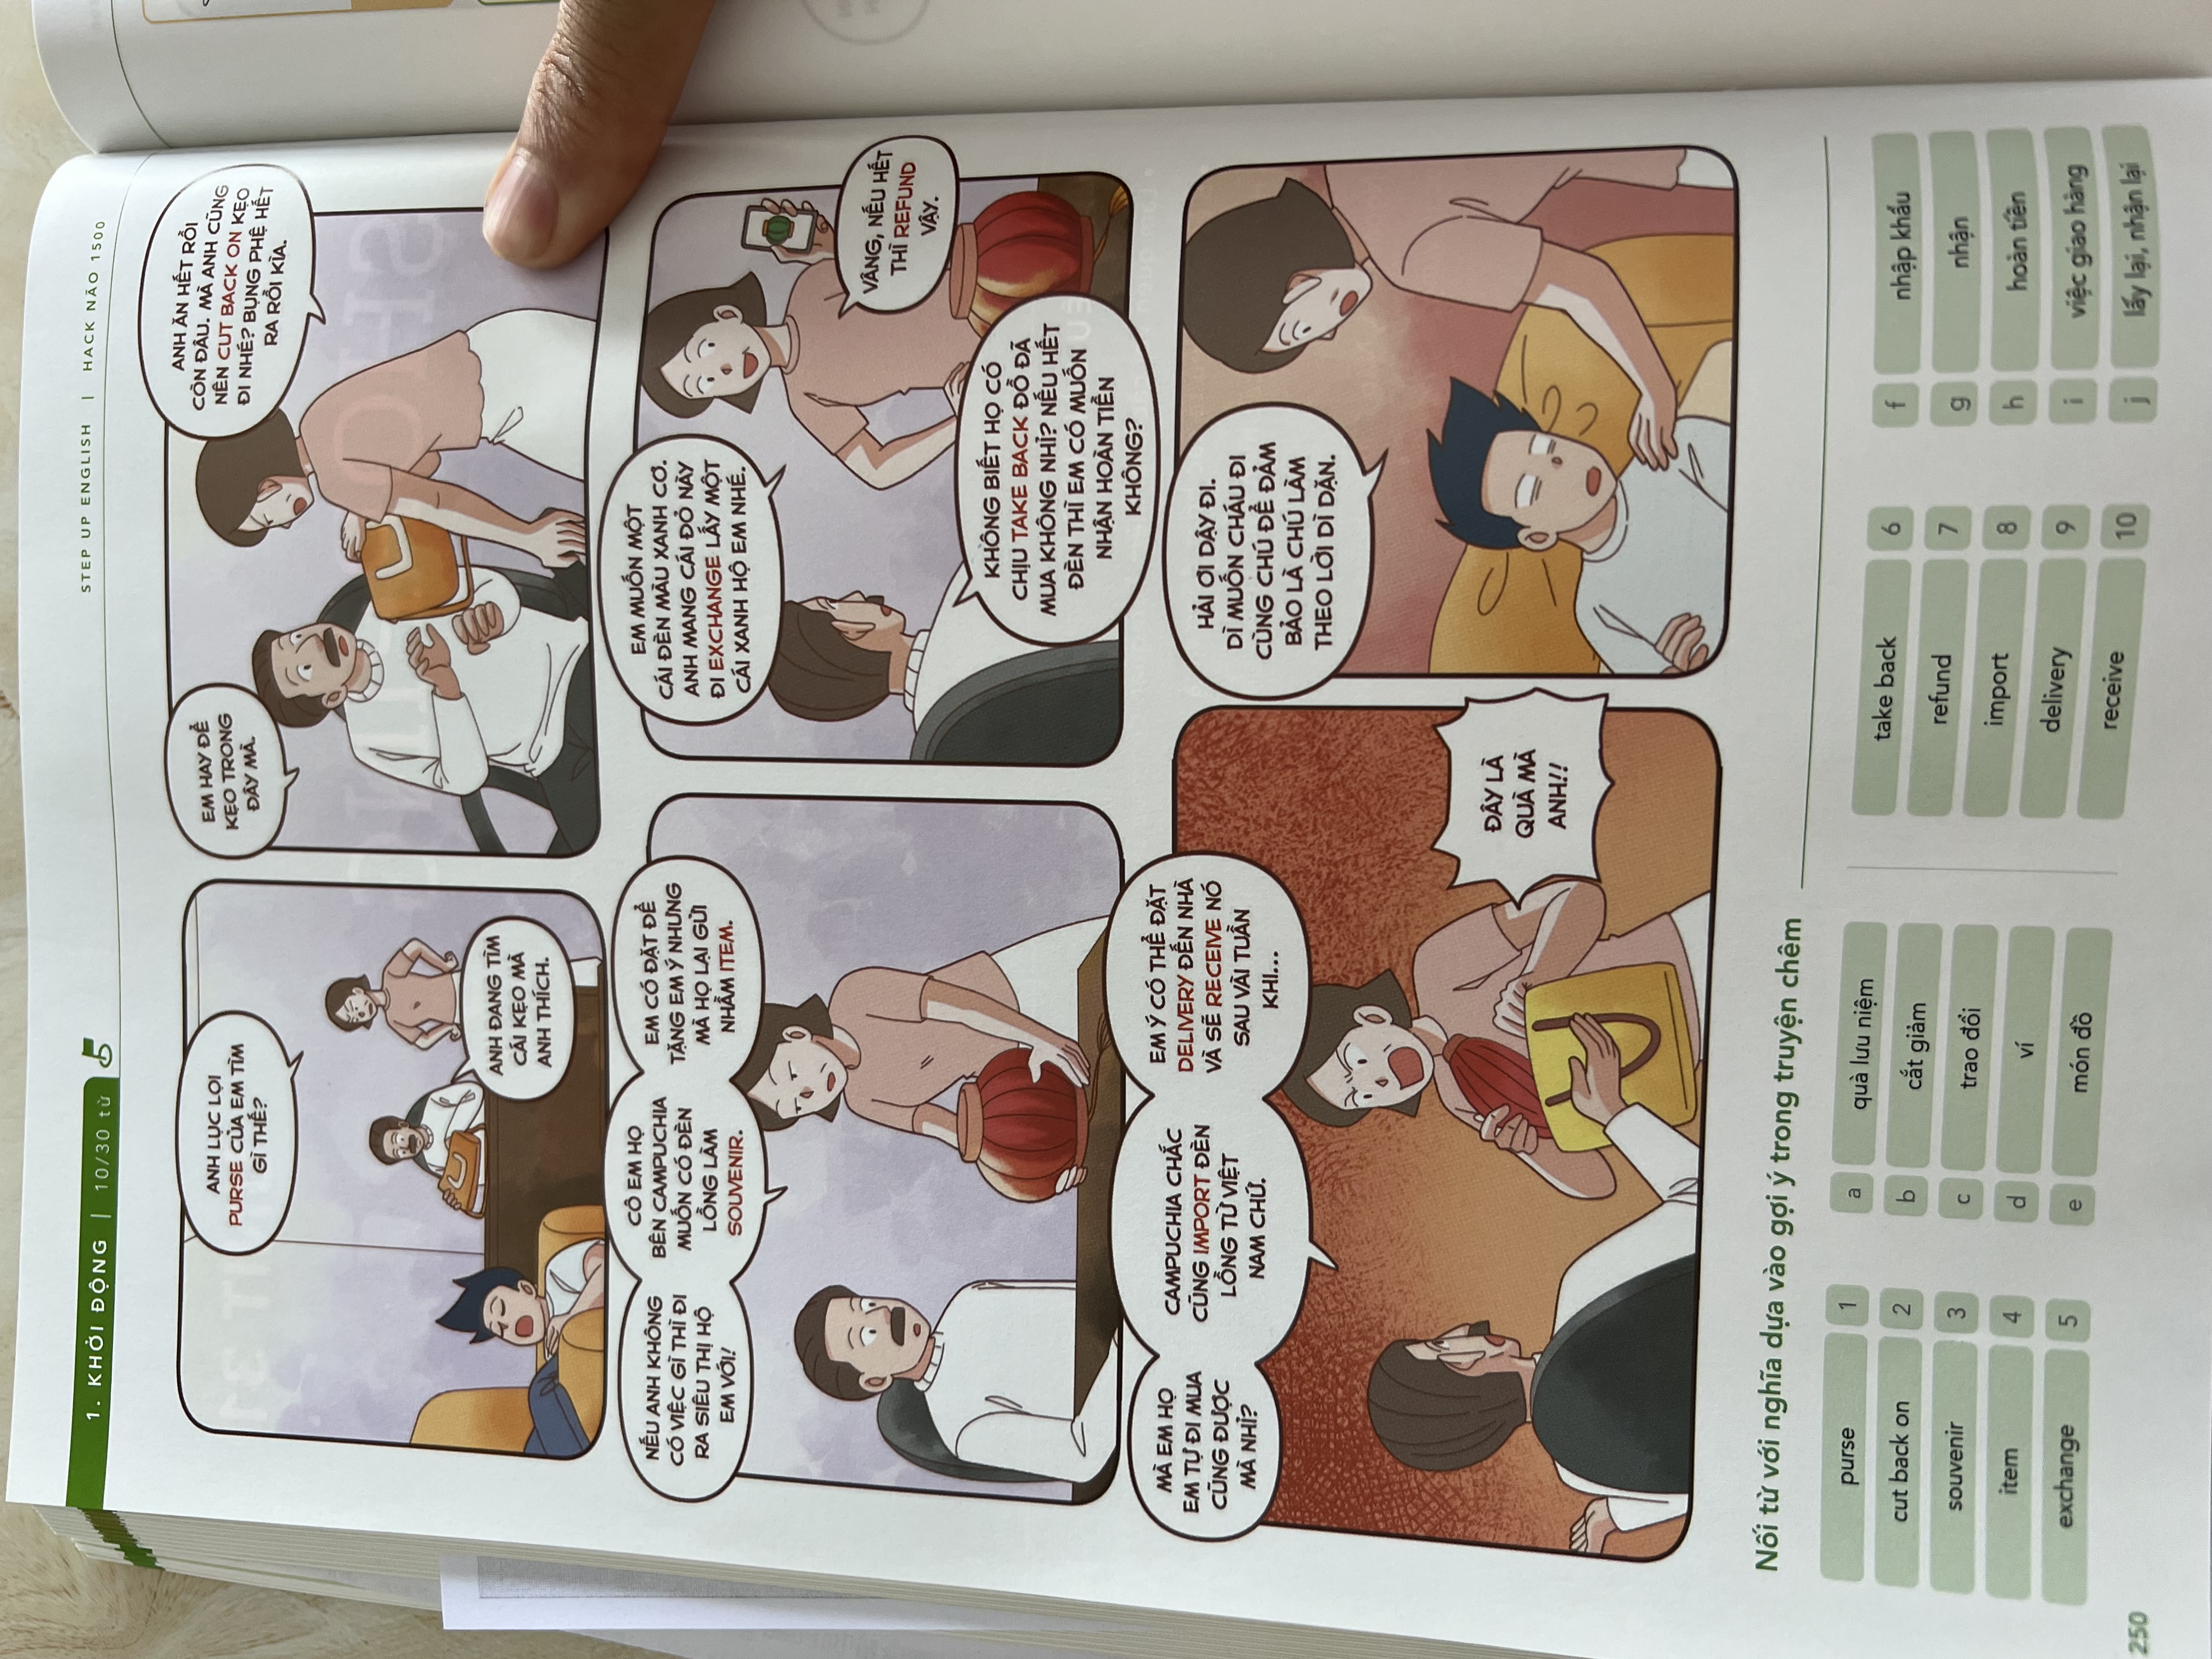 1. KHỞI ĐỘNG | 10/30 từ
STEP UP ENGLISH | HACK NÃO 1500
ANH LỤC LỌI
PURSE CỦA EM TÌM
GÌ THẾ?
ANH ĐANG TÌM
CÁI KẸO MÀ
ANH THÍCH.
EM HAY ĐỂ
KẸO TRONG
ĐÂY MÀ.
ANH ĂN HẾT RỒI
CÒN ĐÂU. MÀ ANH CŨNG
NÊN CUT BACK ON KẸO
ĐI NHÉ? BỤNG PHỆ HẾT
RA RỒI KÌA.
NẾU ANH KHÔNG
CÓ VIỆC GÌ THÌ ĐI
RA SIÊU THỊ HỘ
EM VỚI!
CÔ EM HỌ
BÊN CAMPUCHIA
MUỐN CÓ ĐÈN
LỒNG LÀM
SOUVENIR.
EM CÓ ĐẶT ĐỂ
TẶNG EM Ý NHƯNG
MÀ HỌ LẠI GỬI
NHẦM ITEM.
EM MUỐN MỘT
CÁI ĐÈN MÀU XANH CƠ.
ANH MANG CÁI ĐỎ NÀY
ĐI EXCHANGE LẤY MỘT
CÁI XANH HỘ EM NHÉ.
KHÔNG BIẾT HỌ CÓ
CHỊU TAKE BACK ĐỒ ĐÃ
MUA KHÔNG NHỈ? NẾU HẾT
ĐÈN THÌ EM CÓ MUỐN
NHẬN HOÀN TIỀN
KHÔNG?
VÂNG, NẾU HẾT
THÌ REFUND
VẬY.
MÀ EM HỌ
EM TỰ ĐI MUA
CŨNG ĐƯỢC
MÀ NHỈ?
CAMPUCHIA CHẮC
CŨNG IMPORT ĐÈN
LỒNG TỪ VIỆT
NAM CHỨ.
EM Ý CÓ THỂ ĐẶT
DELIVERY ĐẾN NHÀ
VÀ SẼ RECEIVE NÓ
SAU VÀI TUẦN
KHI...
ĐÂY LÀ
QUÀ MÀ
ANH!!
HẢI ƠI DẬY ĐI.
DÌ MUỐN CHÁU ĐI
CÙNG CHÚ ĐỂ ĐẢM
BẢO LÀ CHÚ LÀM
THEO LỜI DÌ DẶN.
Nối từ với nghĩa dựa vào gợi ý trong truyện chêm
purse 1
cut back on 2
souvenir 3
item 4
exchange 5
a quà lưu niệm
b cắt giảm
c trao đổi
d ví
e món đồ
take back 6
refund 7
import 8
delivery 9
receive 10
f nhập khẩu
g nhận
h hoàn tiền
i việc giao hàng
j lấy lại, nhận lại
250